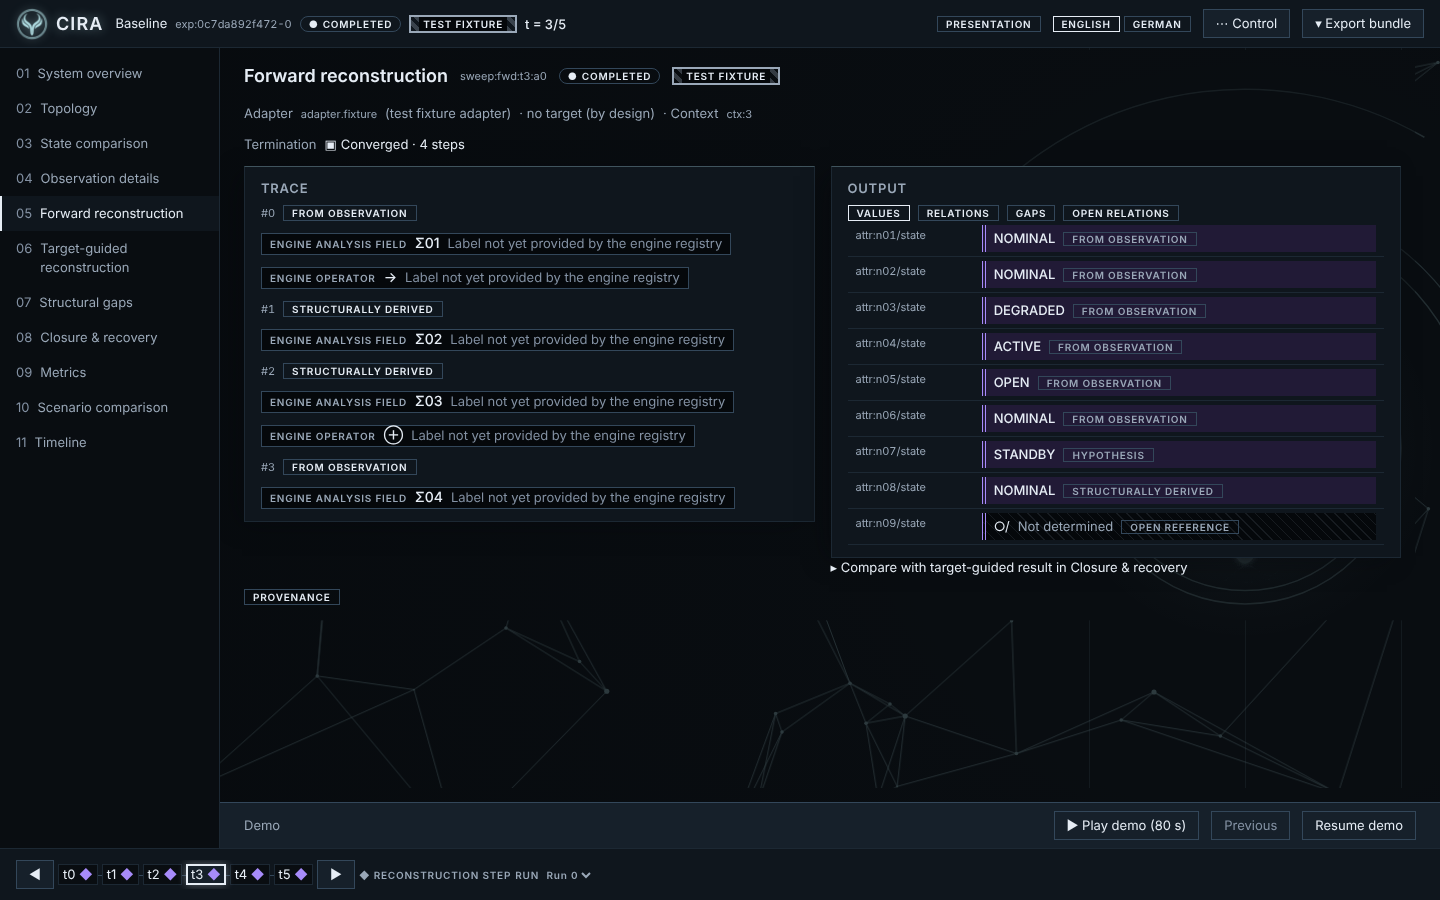 CIRA Baseline exp:0c7da892f472-0 ● COMPLETED TEST FIXTURE t = 3/5 PRESENTATION ENGLISH GERMAN ··· Control ▾ Export bundle
01 System overview
02 Topology
03 State comparison
04 Observation details
05 Forward reconstruction
06 Target-guided
reconstruction
07 Structural gaps
08 Closure & recovery
09 Metrics
10 Scenario comparison
11 Timeline
Forward reconstruction sweep:fwd:t3:a0 ● COMPLETED TEST FIXTURE
Adapter adapter.fixture (test fixture adapter) · no target (by design) · Context ctx:3
Termination ▣ Converged · 4 steps
TRACE
#0 FROM OBSERVATION
ENGINE ANALYSIS FIELD Σ01 Label not yet provided by the engine registry
ENGINE OPERATOR → Label not yet provided by the engine registry
#1 STRUCTURALLY DERIVED
ENGINE ANALYSIS FIELD Σ02 Label not yet provided by the engine registry
#2 STRUCTURALLY DERIVED
ENGINE ANALYSIS FIELD Σ03 Label not yet provided by the engine registry
ENGINE OPERATOR ⊕ Label not yet provided by the engine registry
#3 FROM OBSERVATION
ENGINE ANALYSIS FIELD Σ04 Label not yet provided by the engine registry
OUTPUT
VALUES RELATIONS GAPS OPEN RELATIONS
attr:n01/state NOMINAL FROM OBSERVATION
attr:n02/state NOMINAL FROM OBSERVATION
attr:n03/state DEGRADED FROM OBSERVATION
attr:n04/state ACTIVE FROM OBSERVATION
attr:n05/state OPEN FROM OBSERVATION
attr:n06/state NOMINAL FROM OBSERVATION
attr:n07/state STANDBY HYPOTHESIS
attr:n08/state NOMINAL STRUCTURALLY DERIVED
attr:n09/state O/ Not determined OPEN REFERENCE
▸ Compare with target-guided result in Closure & recovery
PROVENANCE
Demo ▶ Play demo (80 s) Previous Resume demo
◀ t0 ◆ t1 ◆ t2 ◆ t3 ◆ t4 ◆ t5 ◆ ▶ ◆ RECONSTRUCTION STEP RUN Run 0